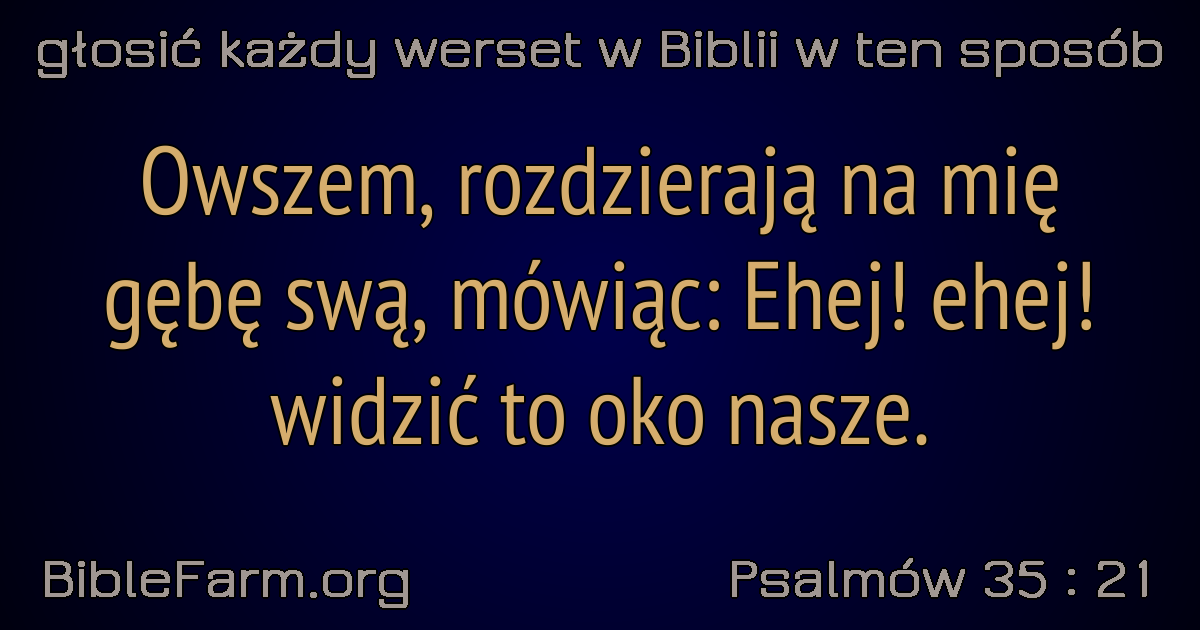 głosić każdy werset w Biblii w ten sposób
Owszem, rozdzierają na mię
gębę swą, mówiąc: Ehej! ehej!
widzić to oko nasze.
BibleFarm.org
Psalmów 35 : 21